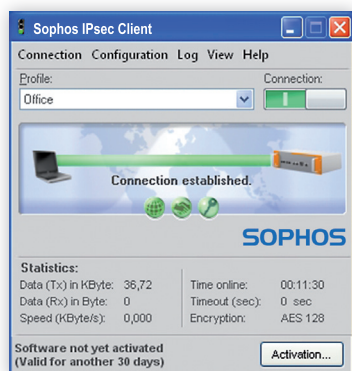 Sophos IPsec Client
Connection Configuration Log View Help
Profile: Connection:
Office
Connection established.
SOPHOS
Statistics:
Data (Tx) in KByte: 36,72 Time online: 00:11:30
Data (Rx) in Byte: 0 Timeout (sec): 0 sec
Speed (KByte/s): 0,000 Encryption: AES 128
Software not yet activated
(Valid for another 30 days) Activation...